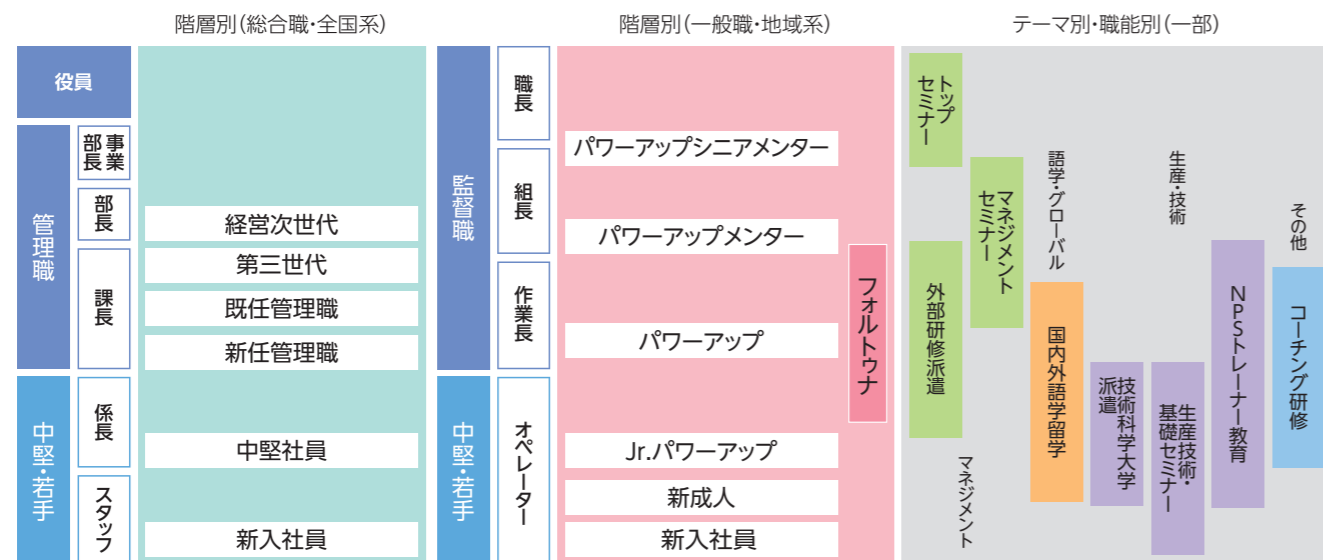 階層別(総合職・全国系)
役員
管理職
事業
部長
部長
課長
中堅・若手
係長
スタッフ
経営次世代
第三世代
既任管理職
新任管理職
中堅社員
新入社員
階層別(一般職・地域系)
監督職
職長
組長
作業長
中堅・若手
オペレーター
パワーアップシニアメンター
パワーアップメンター
パワーアップ
Jr.パワーアップ
新成人
新入社員
フォルトゥナ
テーマ別・職能別(一部)
トップ
セミナー
マネジメント
セミナー
外部研修派遣
マネジメント
語学・グローバル
国内外語学留学
生産・技術
技術科学大学
派遣
生産技術・
基礎セミナー
NPSトレーナー教育
その他
コーチング研修